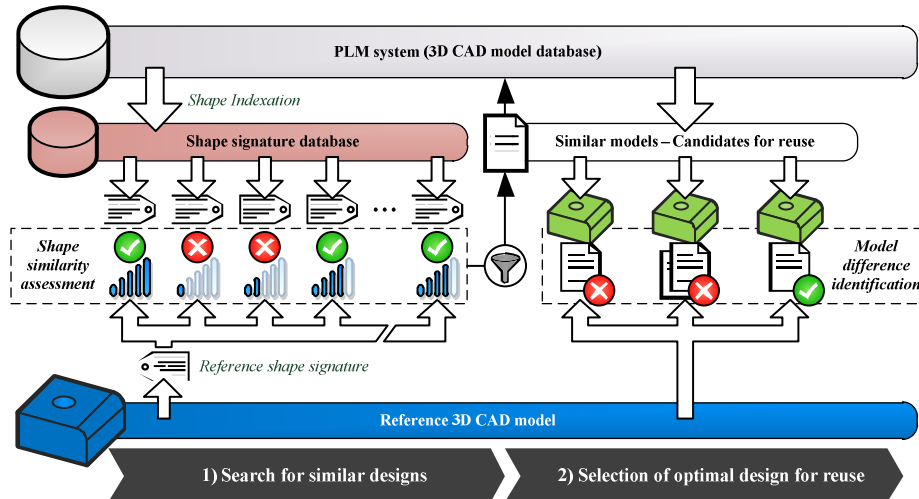 PLM system (3D CAD model database)
Shape Indexation
Shape signature database
Similar models – Candidates for reuse
...
Shape
similarity
assessment
Model
difference
identification
Reference shape signature
Reference 3D CAD model
1) Search for similar designs
2) Selection of optimal design for reuse